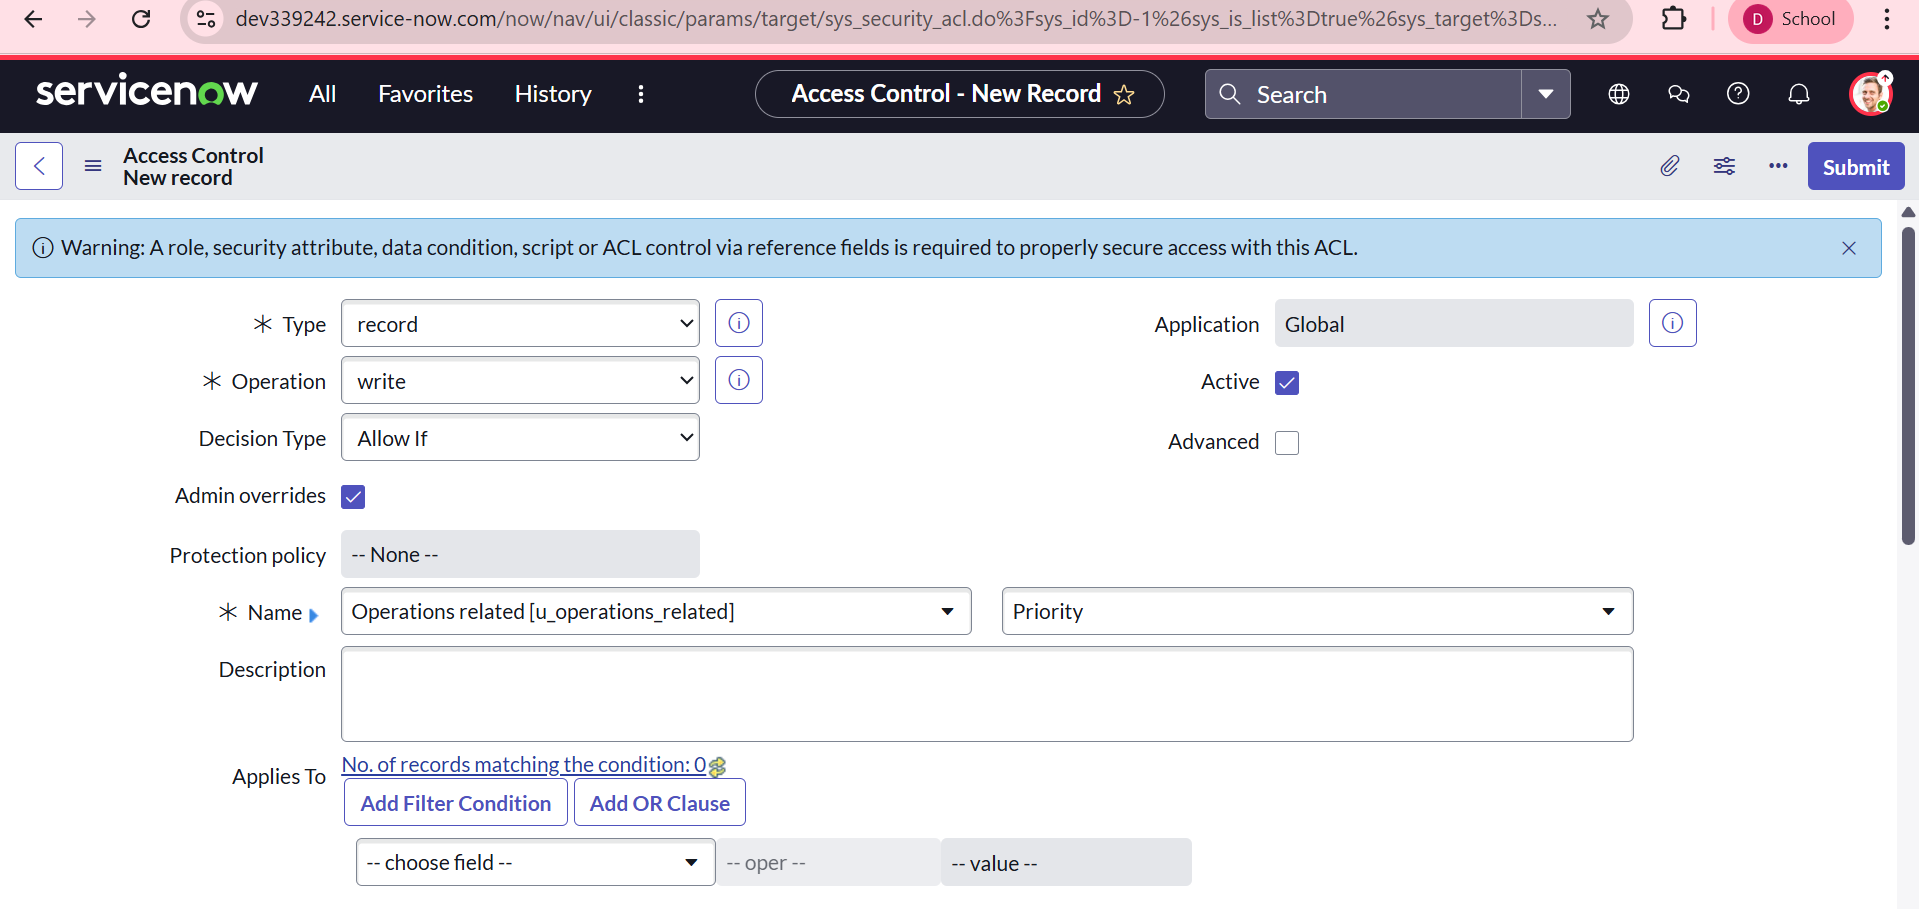 dev339242.service-now.com/now/nav/ui/classic/params/target/sys_security_acl.do%3Fsys_id%3D-1%26sys_is_list%3Dtrue%26sys_target%3Ds...
D School
servicenow All Favorites History Access Control - New Record Search
Access Control
New record
Submit
Warning: A role, security attribute, data condition, script or ACL control via reference fields is required to properly secure access with this ACL.
Type record Application Global
Operation write Active
Decision Type Allow If Advanced
Admin overrides
Protection policy -- None --
Name Operations related [u_operations_related] Priority
Description
Applies To No. of records matching the condition: 0
Add Filter Condition Add OR Clause
-- choose field -- -- oper -- -- value --